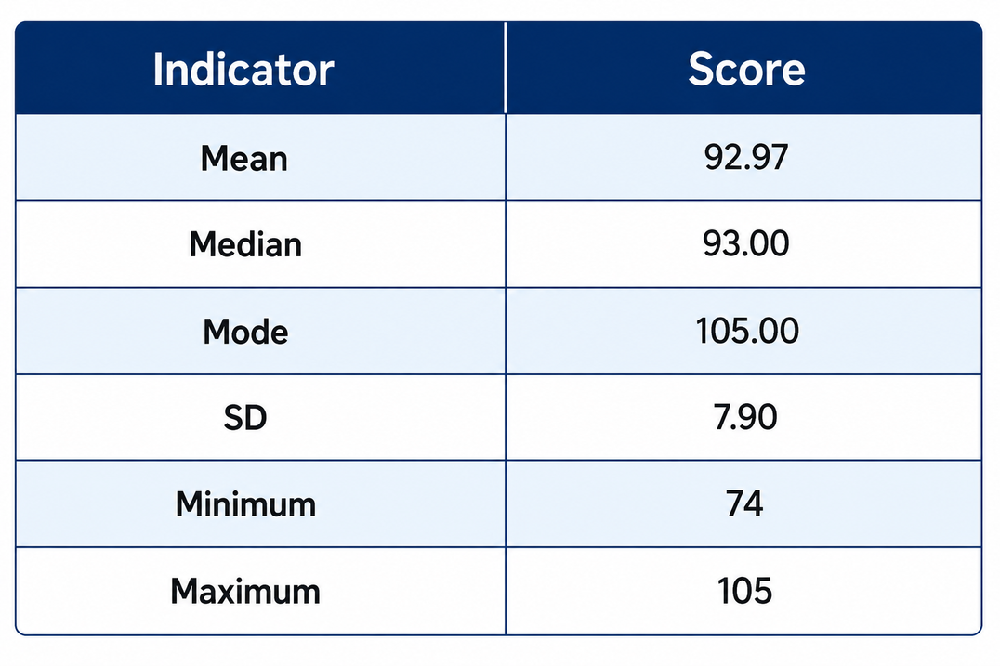 Indicator Score
Mean 92.97
Median 93.00
Mode 105.00
SD 7.90
Minimum 74
Maximum 105